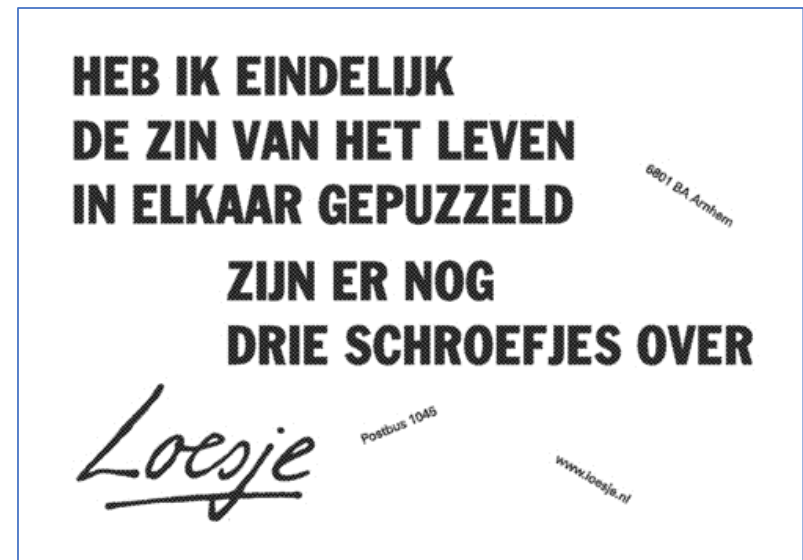 HEB IK EINDELIJK
DE ZIN VAN HET LEVEN
IN ELKAAR GEPUZZELD
6801 BA Arnhem
ZIJN ER NOG
DRIE SCHROEFJES OVER
Loesje
Postbus 1045
www.loesje.nl